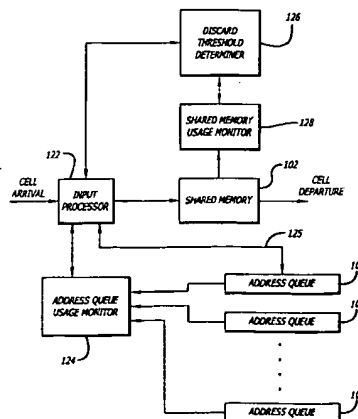 DISCARD
THRESHOLD
DETERMINER
126
SHARED MEMORY
USAGE MONITOR
128
122
102
CELL
ARRIVAL
INPUT
PROCESSOR
SHARED MEMORY
CELL
DEPARTURE
125
ADDRESS QUEUE
USAGE MONITOR
124
ADDRESS QUEUE
ADDRESS QUEUE
ADDRESS QUEUE